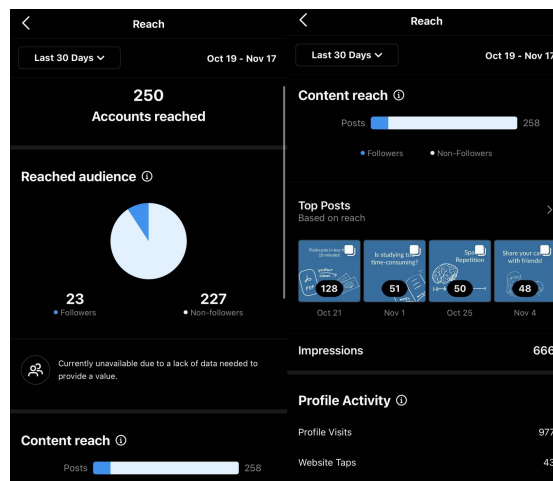 Reach
Last 30 Days
Oct 19 - Nov 17
250
Accounts reached
Reached audience
23
Followers
227
Non-followers
Currently unavailable due to a lack of data needed to
provide a value.
Content reach
Posts
258
Reach
Last 30 Days
Oct 19 - Nov 17
Content reach
Posts
258
Followers
Non-Followers
Top Posts
Based on reach
128
Oct 21
Is studying
time-consuming?
51
Nov 1
Repetition
50
Oct 25
Share your
with friends!
48
Nov 4
Impressions
666
Profile Activity
Profile Visits
977
Website Taps
43